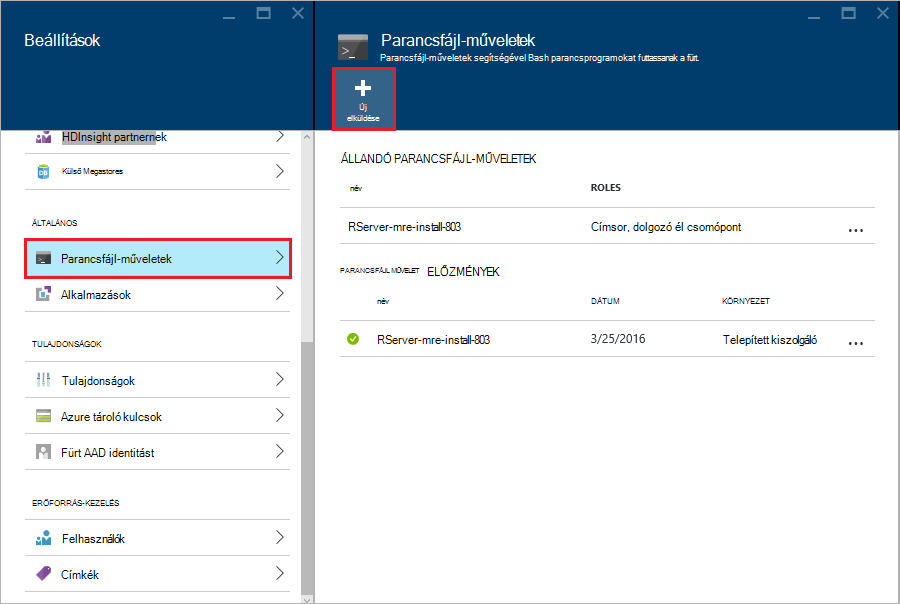 Beállítások
HDInsight partnernek
Külső Megastores
ÁLTALÁNOS
Parancsfájl-műveletek
Alkalmazások
TULAJDONSÁGOK
Tulajdonságok
Azure tároló kulcsok
Fürt AAD identitást
ERŐFORRÁS-KEZELÉS
Felhasználók
Címkék
Parancsfájl-műveletek
Parancsfájl-műveletek segítségével Bash parancsprogramokat futtassanak a fürt.
Új
elküldése
ÁLLANDÓ PARANCSFÁJL-MŰVELETEK
név ROLES
RServer-mre-install-803 Címsor, dolgozó él csomópont ...
PARANCSFÁJL MŰVELET ELŐZMÉNYEK
név DÁTUM KÖRNYEZET
RServer-mre-install-803 3/25/2016 Telepített kiszolgáló ...